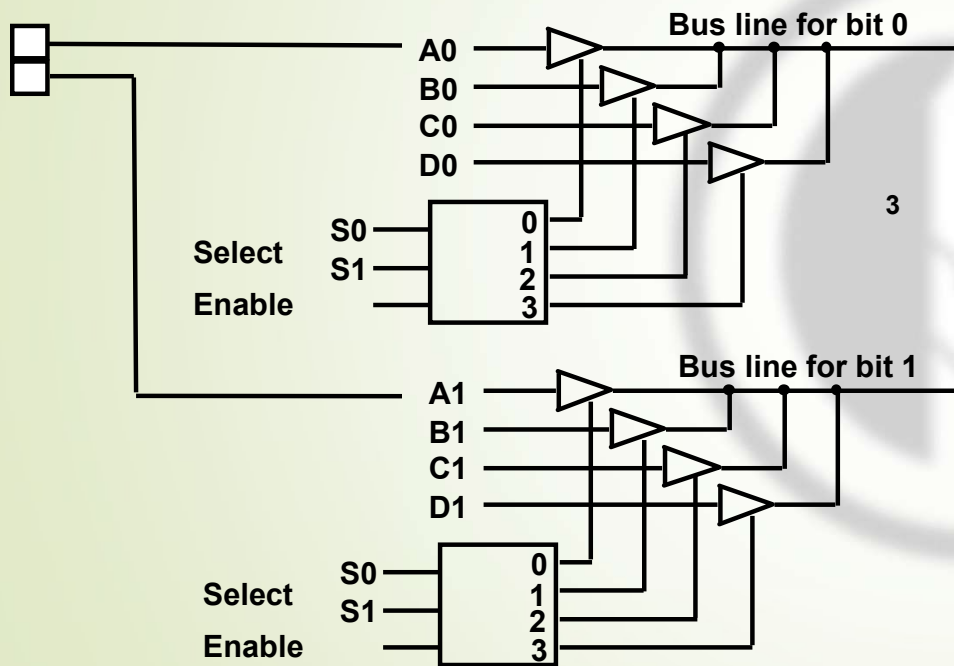 Bus line for bit 0
A0
B0
C0
D0
3
S0
Select
S1
Enable
0
1
2
3
Bus line for bit 1
A1
B1
C1
D1
S0
Select
S1
Enable
0
1
2
3